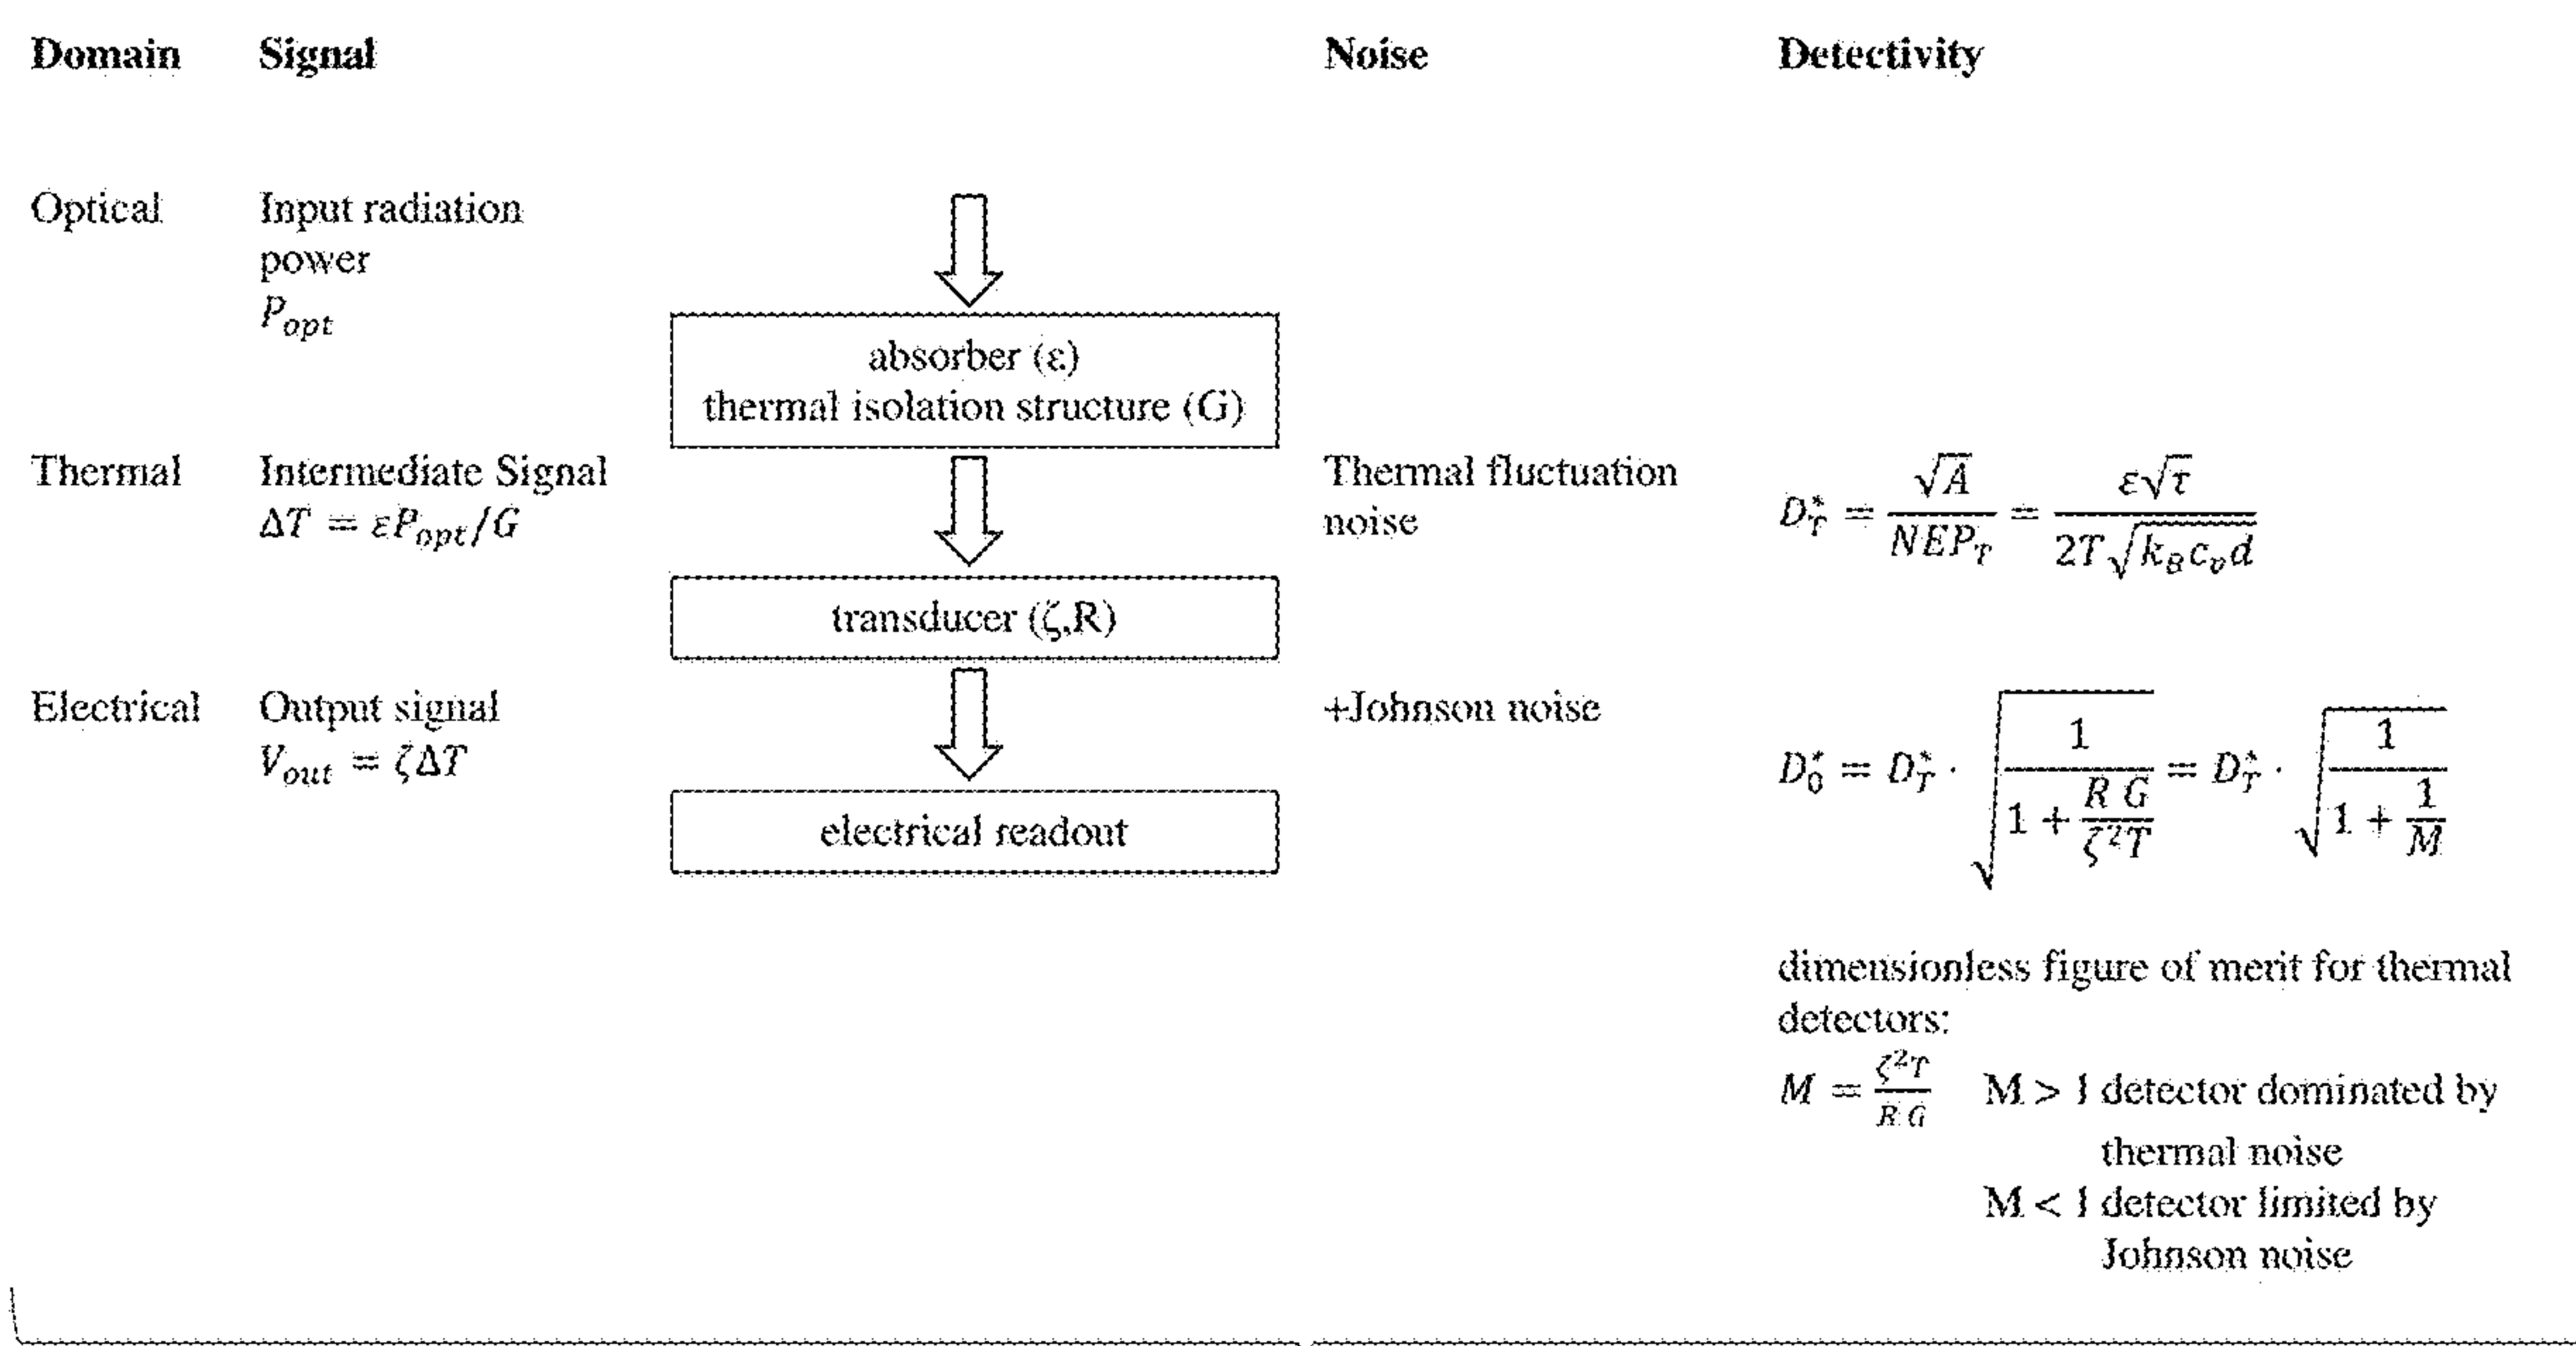 Domain Signal Noise Detectivity
Optical Input radiation
power
P_opt
absorber (ε)
thermal isolation structure (G)
Thermal Intermediate Signal Thermal fluctuation
ΔT = εP_opt/G noise D*_T = √A / NEP_T = ε√τ / 2T√(k_B c_v d)
transducer (ζ,R)
Electrical Output signal +Johnson noise
V_out = ζΔT D*_0 = D*_T · √(1 / (1 + R G / ζ²T)) = D*_T · √(1 / (1 + 1/M))
electrical readout
dimensionless figure of merit for thermal
detectors:
M = ζ²T / R G M > 1 detector dominated by
thermal noise
M < 1 detector limited by
Johnson noise